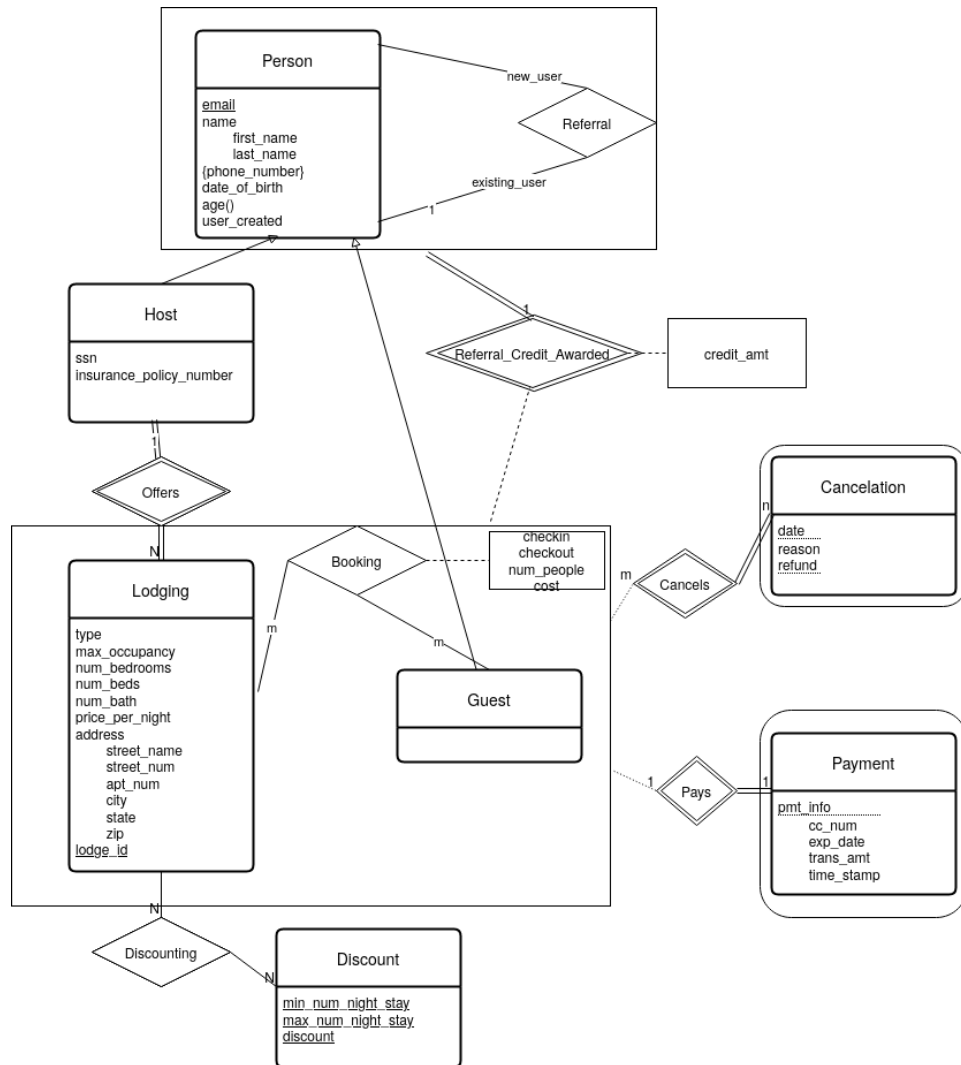 Person
email
name
first_name
last_name
{phone_number}
date_of_birth
age()
user_created
new_user
Referral
existing_user
1
Host
ssn
insurance_policy_number
1
Referral_Credit_Awarded
credit_amt
1
Offers
N
Booking
checkin
checkout
num_people
cost
m
m
Lodging
type
max_occupancy
num_bedrooms
num_beds
num_bath
price_per_night
address
street_name
street_num
apt_num
city
state
zip
lodge_id
Guest
m
Cancels
n
Cancelation
date
reason
refund
1
Pays
1
Payment
pmt_info
cc_num
exp_date
trans_amt
time_stamp
N
Discounting
N
Discount
min_num_night_stay
max_num_night_stay
discount